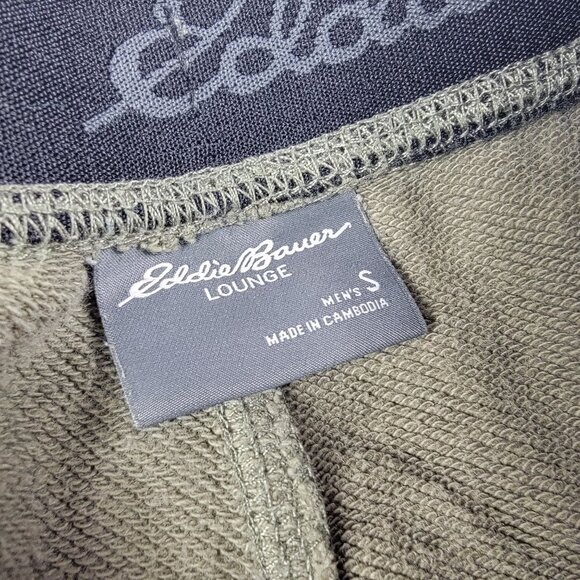 Eddie Bauer
LOUNGE
MEN'S S
MADE IN CAMBODIA